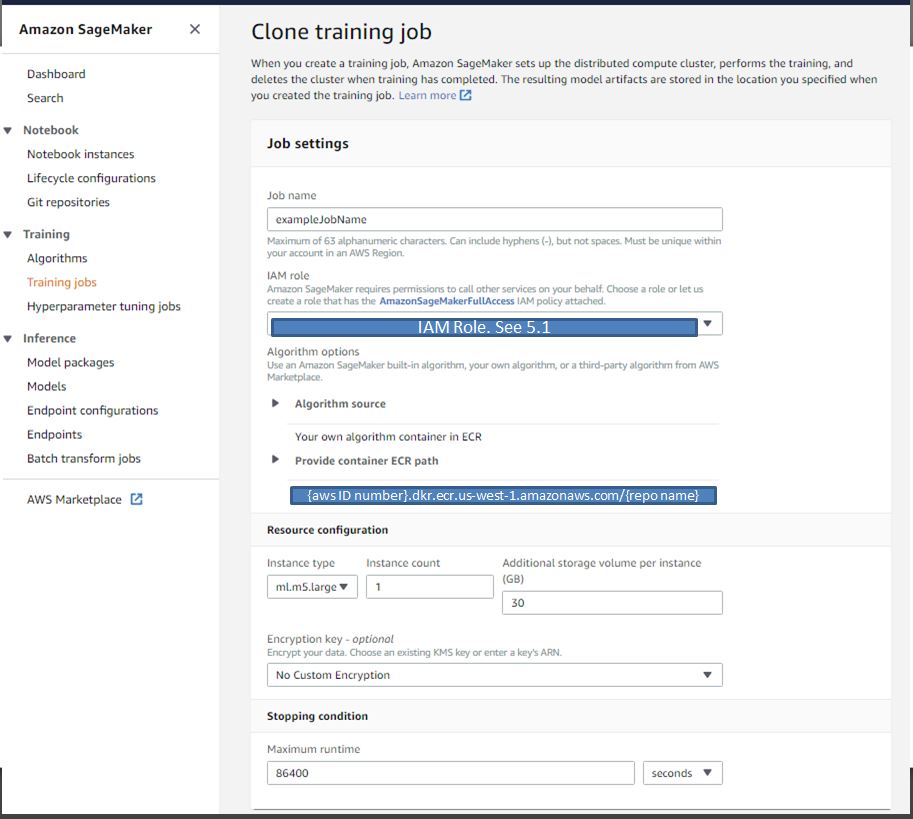 Amazon SageMaker
Dashboard
Search
Notebook
Notebook instances
Lifecycle configurations
Git repositories
Training
Algorithms
Training jobs
Hyperparameter tuning jobs
Inference
Model packages
Models
Endpoint configurations
Endpoints
Batch transform jobs
AWS Marketplace
Clone training job
When you create a training job, Amazon SageMaker sets up the distributed compute cluster, performs the training, and
deletes the cluster when training has completed. The resulting model artifacts are stored in the location you specified when
you created the training job. Learn more
Job settings
Job name
exampleJobName
Maximum of 63 alphanumeric characters. Can include hyphens (-), but not spaces. Must be unique within
your account in an AWS Region.
IAM role
Amazon SageMaker requires permissions to call other services on your behalf. Choose a role or let us
create a role that has the AmazonSageMakerFullAccess IAM policy attached.
IAM Role. See 5.1
Algorithm options
Use an Amazon SageMaker built-in algorithm, your own algorithm, or a third-party algorithm from AWS
Marketplace.
Algorithm source
Your own algorithm container in ECR
Provide container ECR path
{aws ID number}.dkr.ecr.us-west-1.amazonaws.com/{repo name}
Resource configuration
Instance type
ml.m5.large
Instance count
1
Additional storage volume per instance
(GB)
30
Encryption key - optional
Encrypt your data. Choose an existing KMS key or enter a key's ARN.
No Custom Encryption
Stopping condition
Maximum runtime
86400
seconds